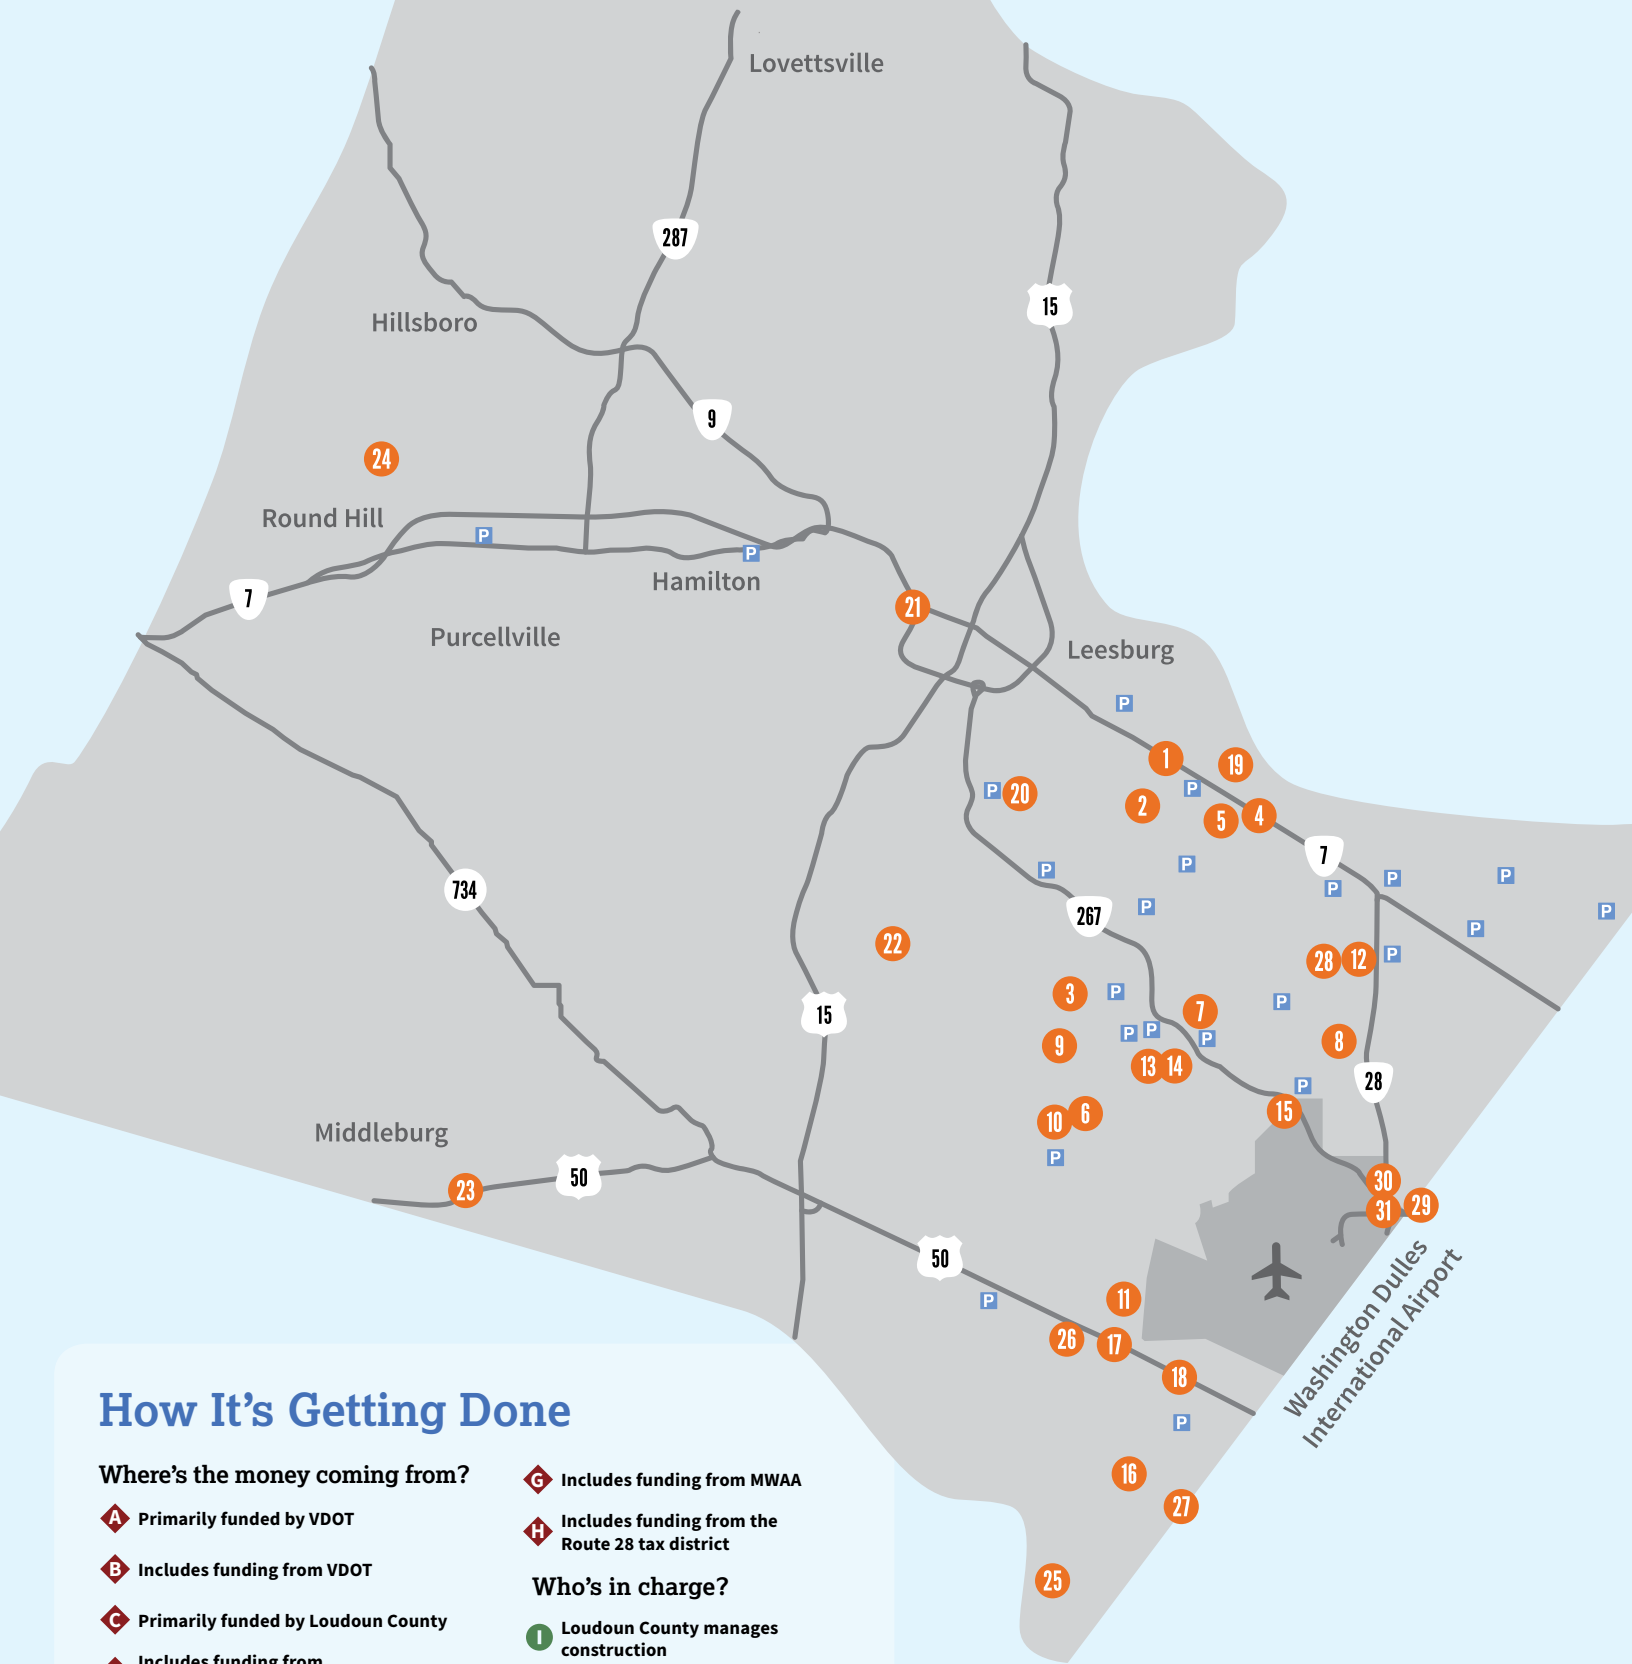 Lovettsville
287
15
Hillsboro
9
24
Round Hill
P
P
Hamilton
7
21
Purcellville
Leesburg
P
1
19
P
20
P
2
5
4
7
P
P
P
P
P
734
267
P
P
P
22
28
12
P
3
P
P
7
15
P
P
P
9
8
13
14
28
P
15
10
6
Middleburg
P
50
23
30
29
31
50
Washington Dulles
International Airport
P
11
26
17
18
P
16
27
25
How It's Getting Done
Where's the money coming from?
A Primarily funded by VDOT
B Includes funding from VDOT
C Primarily funded by Loudoun County
Includes funding from
G Includes funding from MWAA
H Includes funding from the
Route 28 tax district
Who's in charge?
I Loudoun County manages
construction